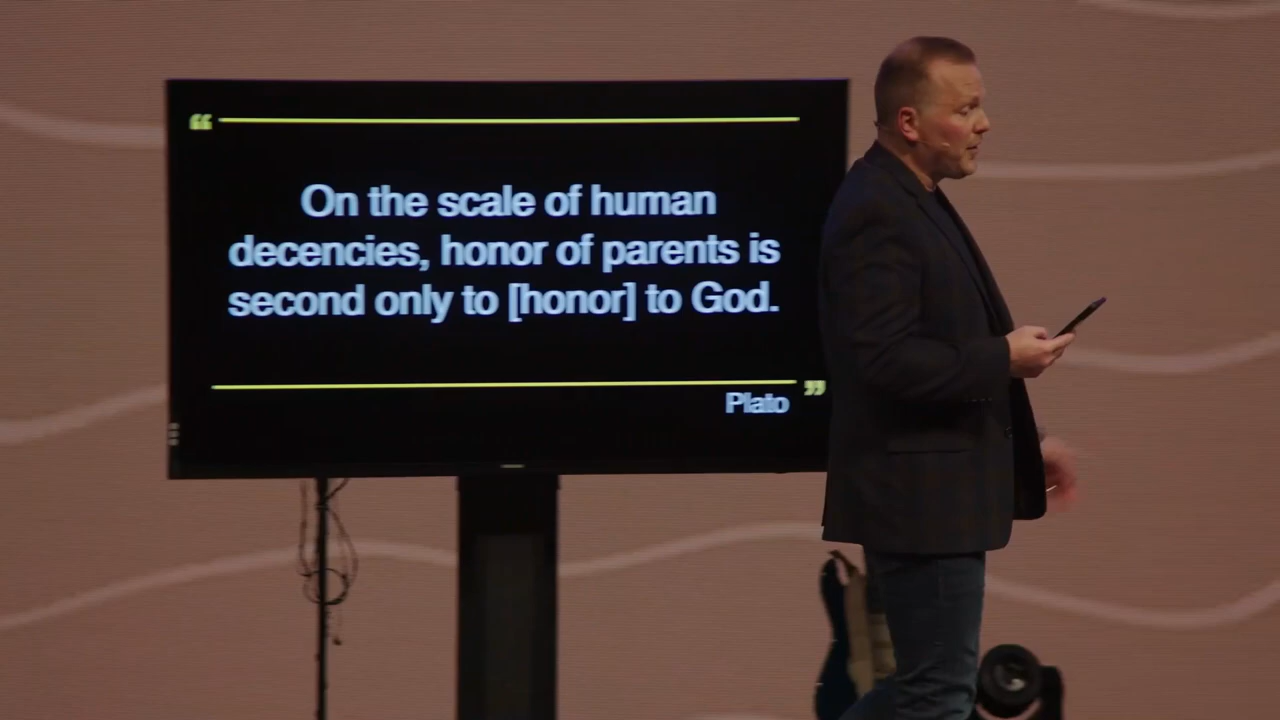 “
On the scale of human
decencies, honor of parents is
second only to [honor] to God.
”
Plato